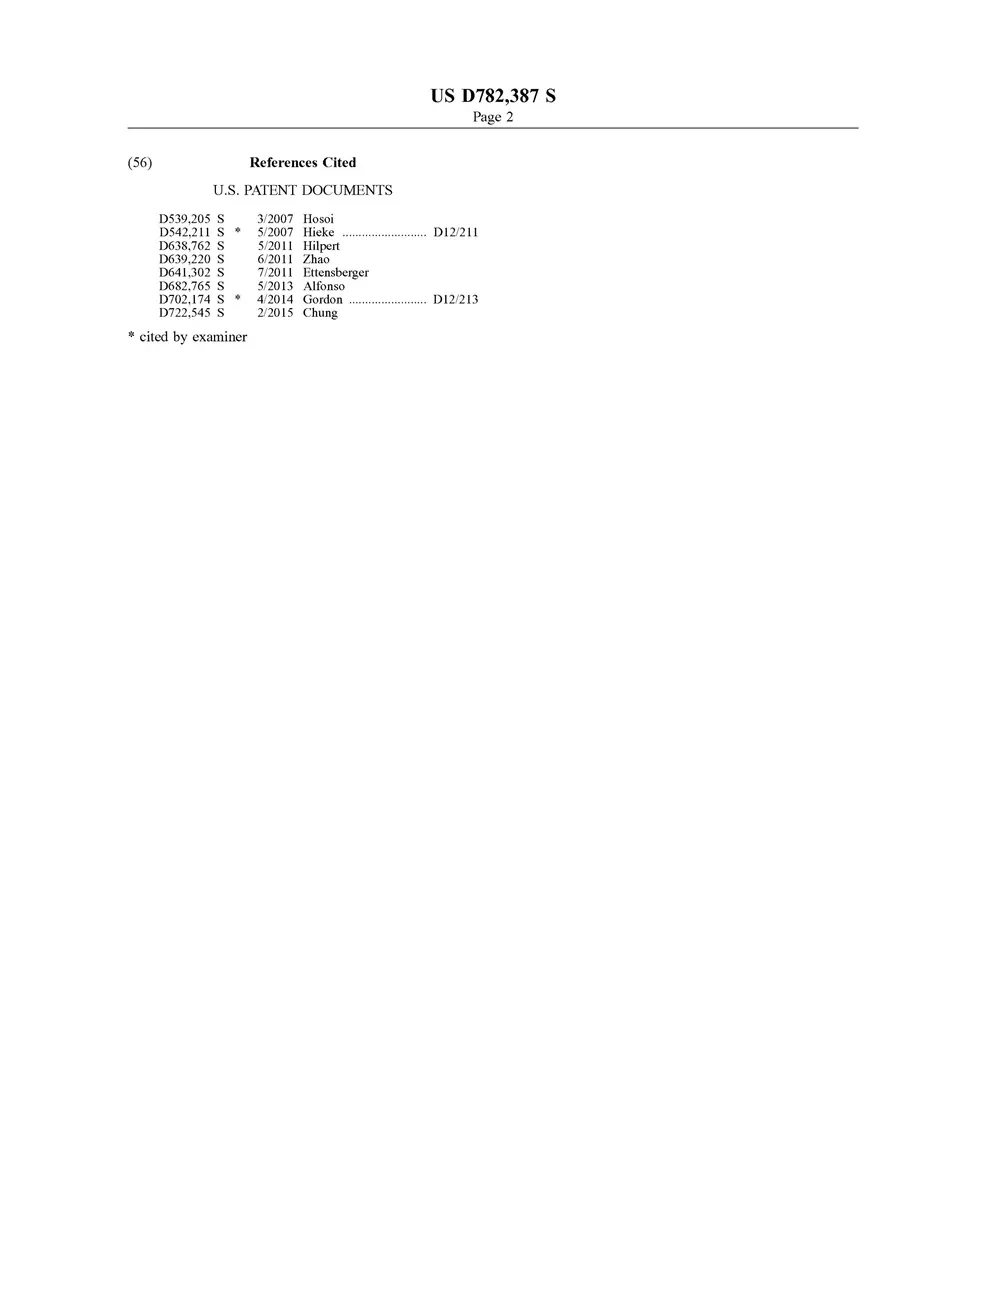 US D782,387 S
Page 2
(56) References Cited
U.S. PATENT DOCUMENTS
D539,205 S 3/2007 Hosoi
D542,211 S * 5/2007 Hieke .......................... D12/211
D638,762 S 5/2011 Hilpert
D639,220 S 6/2011 Zhao
D641,302 S 7/2011 Ettensberger
D682,765 S 5/2013 Alfonso
D702,174 S * 4/2014 Gordon ........................ D12/213
D722,545 S 2/2015 Chung
* cited by examiner